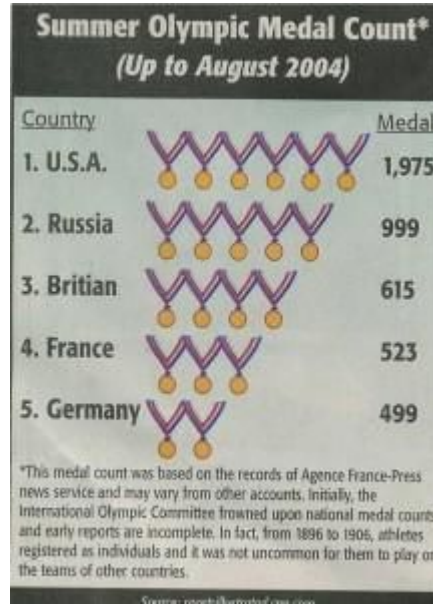 Summer Olympic Medal Count*
(Up to August 2004)
Country Medal
1. U.S.A. 1,975
2. Russia 999
3. Britian 615
4. France 523
5. Germany 499
*This medal count was based on the records of Agence France-Press
news service and may vary from other accounts. Initially, the
International Olympic Committee frowned upon national medal counts
and early reports are incomplete. In fact, from 1896 to 1906, athletes
registered as individuals and it was not uncommon for them to play on
the teams of other countries.
Source: